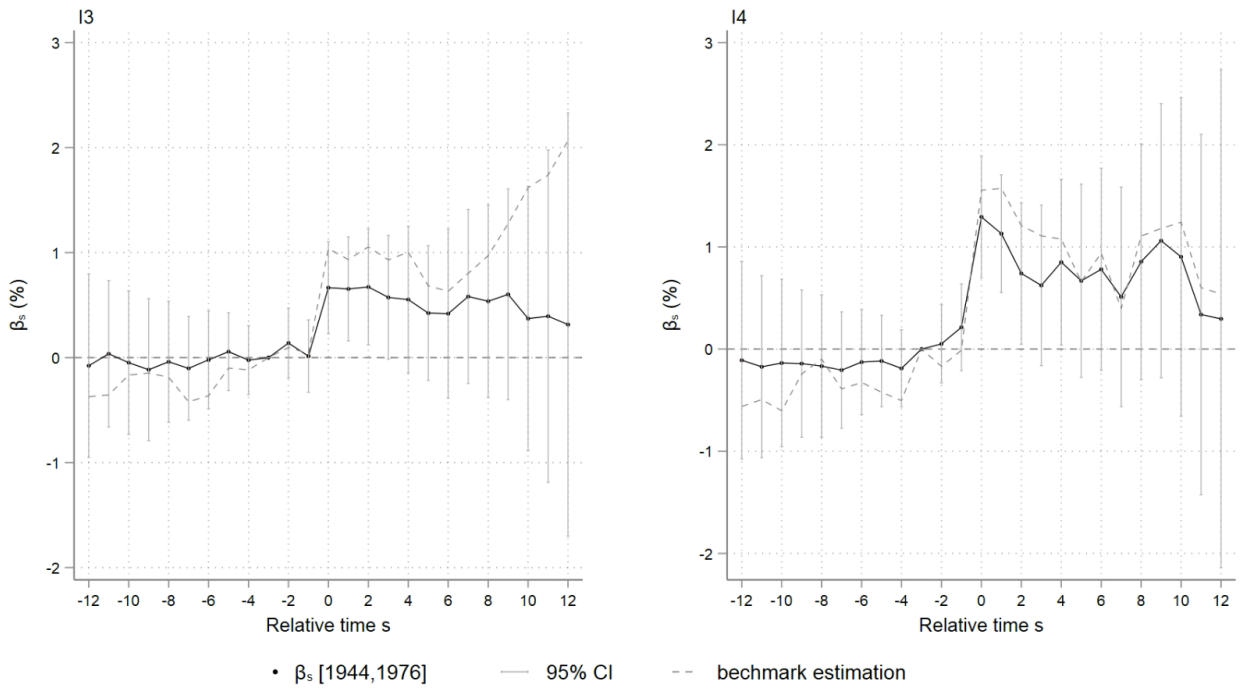 I3
3
2
1
0
-1
-2
βₛ (%)
-12 -10 -8 -6 -4 -2 0 2 4 6 8 10 12
Relative time s
I4
3
2
1
0
-1
-2
βₛ (%)
-12 -10 -8 -6 -4 -2 0 2 4 6 8 10 12
Relative time s
βₛ [1944,1976] 95% CI bechmark estimation